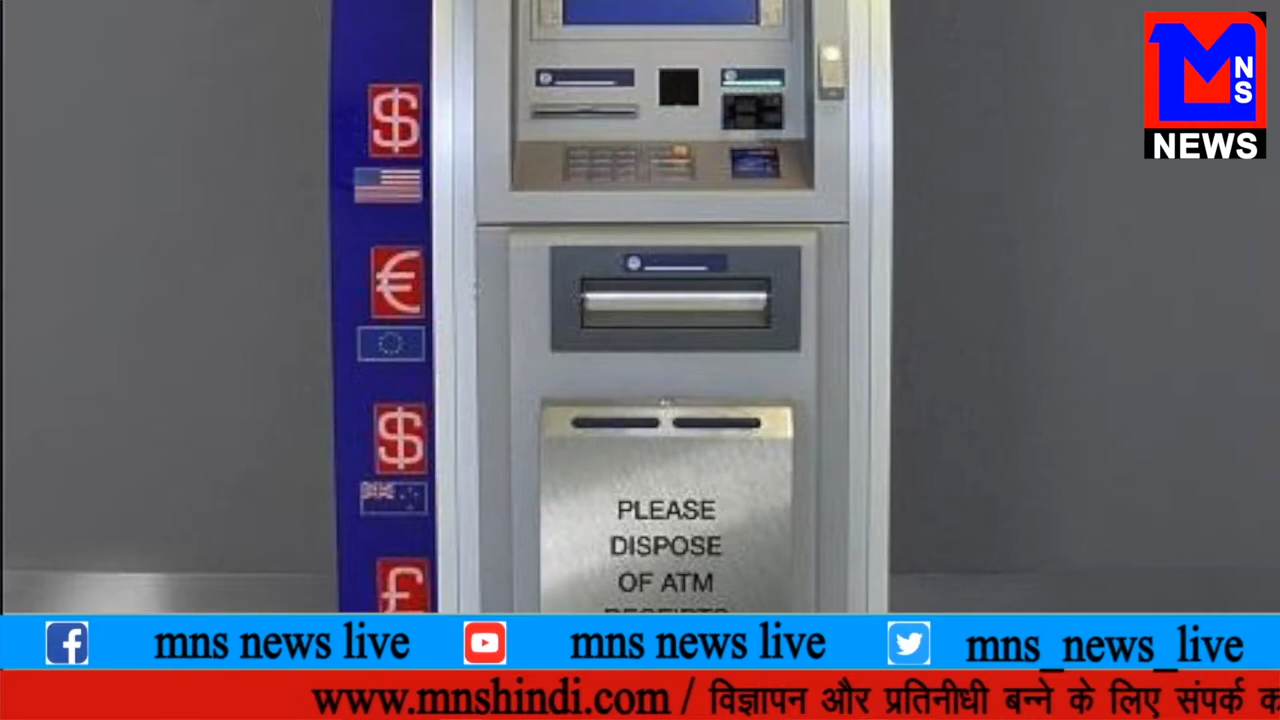 M
N
S
NEWS
$
€
$
£
PLEASE
DISPOSE
OF ATM
RECEIPTS
mns news live
mns news live
mns_news_live
www.mnshindi.com / विज्ञापन और प्रतिनीधी बन्ने के लिए संपर्क क